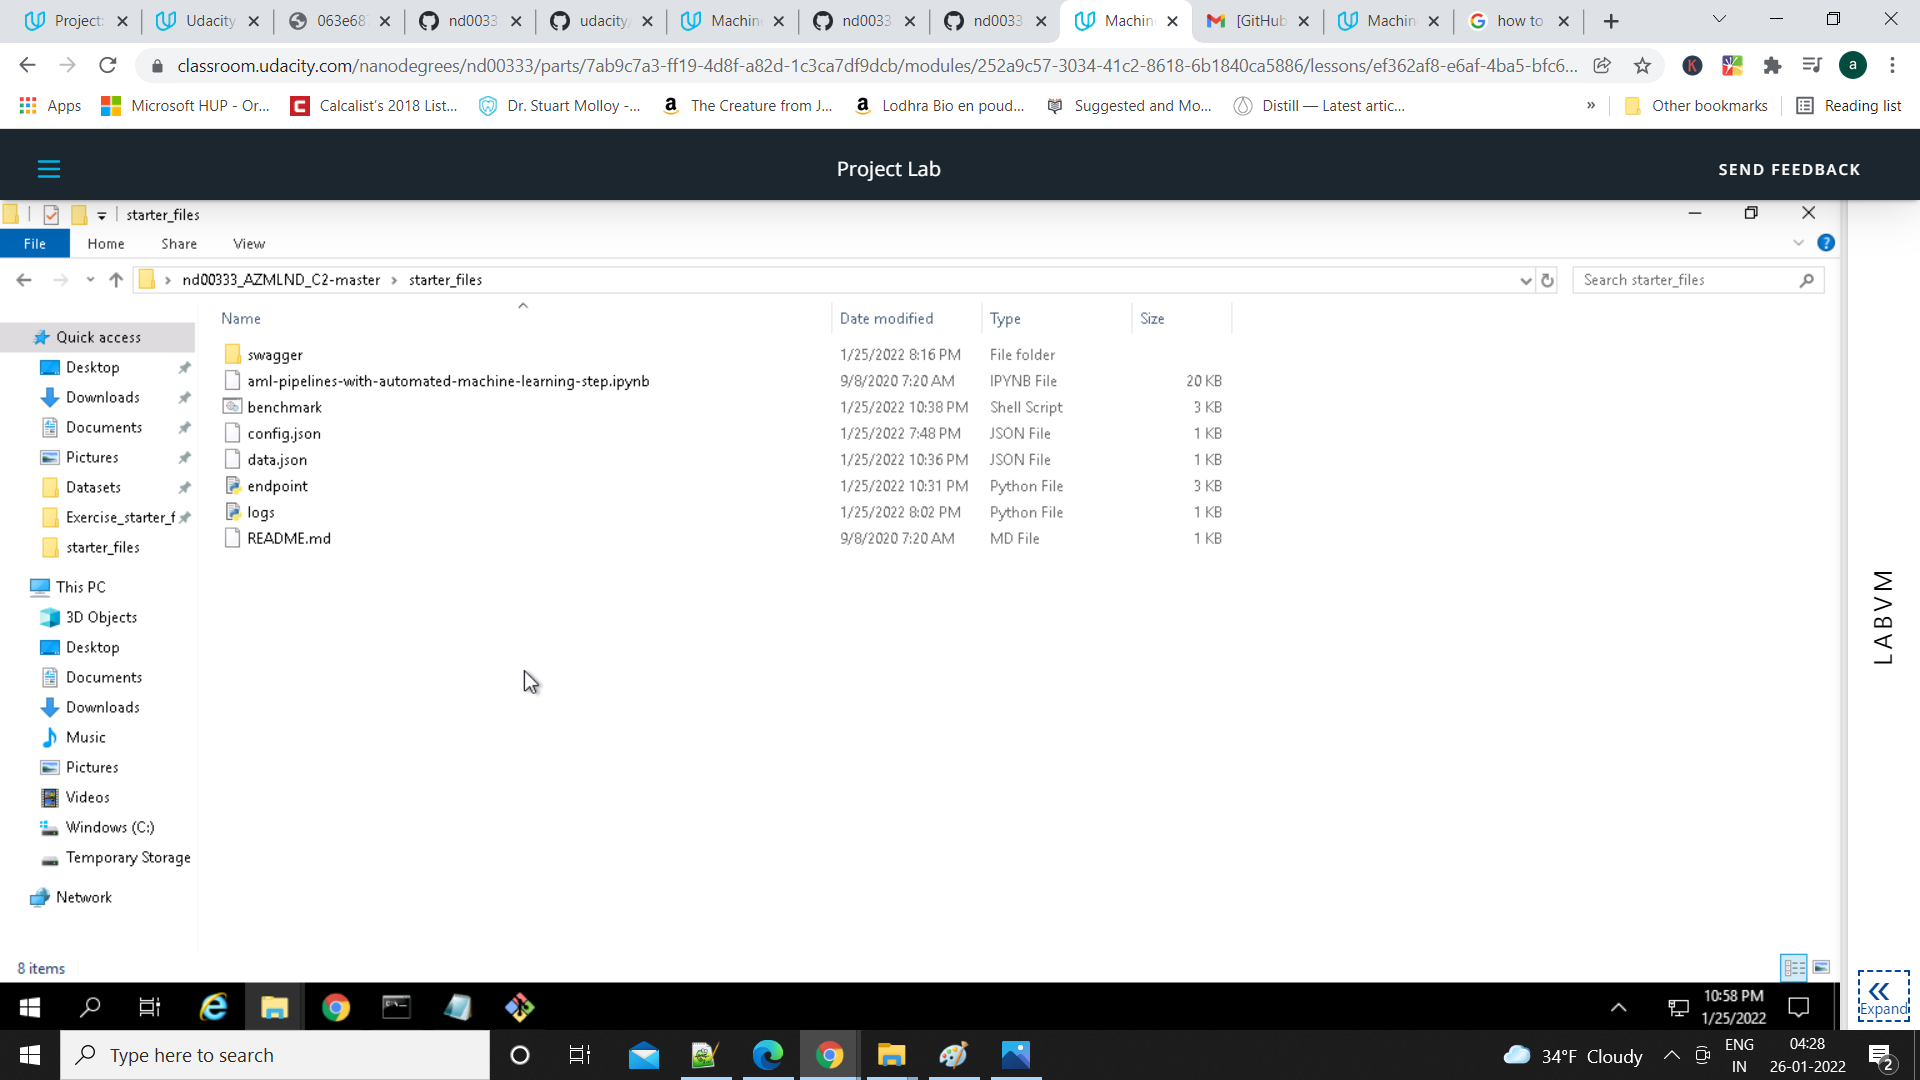 Project: Udacity 063e68 nd0033 udacity Machin nd0033 nd0033 Machin [GitHub Machin how to
classroom.udacity.com/nanodegrees/nd00333/parts/7ab9c7a3-ff19-4d8f-a82d-1c3ca7df9dcb/modules/252a9c57-3034-41c2-8618-6b1840ca5886/lessons/ef362af8-e6af-4ba5-bfc6... K a
Apps Microsoft HUP - Or... C Calcalist's 2018 List... Dr. Stuart Molloy -... The Creature from J... Lodhra Bio en poud... Suggested and Mo... Distill — Latest artic... » Other bookmarks Reading list
Project Lab SEND FEEDBACK
starter_files
File Home Share View
nd00333_AZMLND_C2-master > starter_files Search starter_files
Name Date modified Type Size
Quick access
Desktop
Downloads
Documents
Pictures
Datasets
Exercise_starter_f
starter_files
This PC
3D Objects
Desktop
Documents
Downloads
Music
Pictures
Videos
Windows (C:)
Temporary Storage
Network
swagger 1/25/2022 8:16 PM File folder
aml-pipelines-with-automated-machine-learning-step.ipynb 9/8/2020 7:20 AM IPYNB File 20 KB
benchmark 1/25/2022 10:38 PM Shell Script 3 KB
config.json 1/25/2022 7:48 PM JSON File 1 KB
data.json 1/25/2022 10:36 PM JSON File 1 KB
endpoint 1/25/2022 10:31 PM Python File 3 KB
logs 1/25/2022 8:02 PM Python File 1 KB
README.md 9/8/2020 7:20 AM MD File 1 KB
LABVM
8 items
Expand
10:58 PM
1/25/2022
Type here to search
34°F Cloudy
ENG
IN
04:28
26-01-2022
2